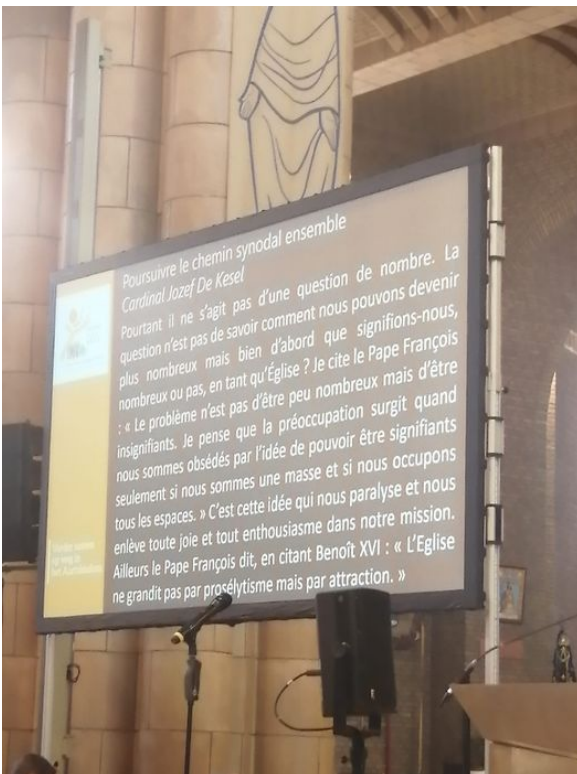 Poursuivre le chemin synodal ensemble
Cardinal Jozef De Kesel
Pourtant il ne s'agit pas d'une question de nombre. La
question n'est pas de savoir comment nous pouvons devenir
plus nombreux mais bien d'abord que signifions-nous,
nombreux ou pas, en tant qu'Église ? Je cite le Pape François
: « Le problème n'est pas d'être peu nombreux mais d'être
insignifiants. Je pense que la préoccupation surgit quand
nous sommes obsédés par l'idée de pouvoir être signifiants
seulement si nous sommes une masse et si nous occupons
tous les espaces. » C'est cette idée qui nous paralyse et nous
enlève toute joie et tout enthousiasme dans notre mission.
Ailleurs le Pape François dit, en citant Benoît XVI : « L'Eglise
ne grandit pas par prosélytisme mais par attraction. »